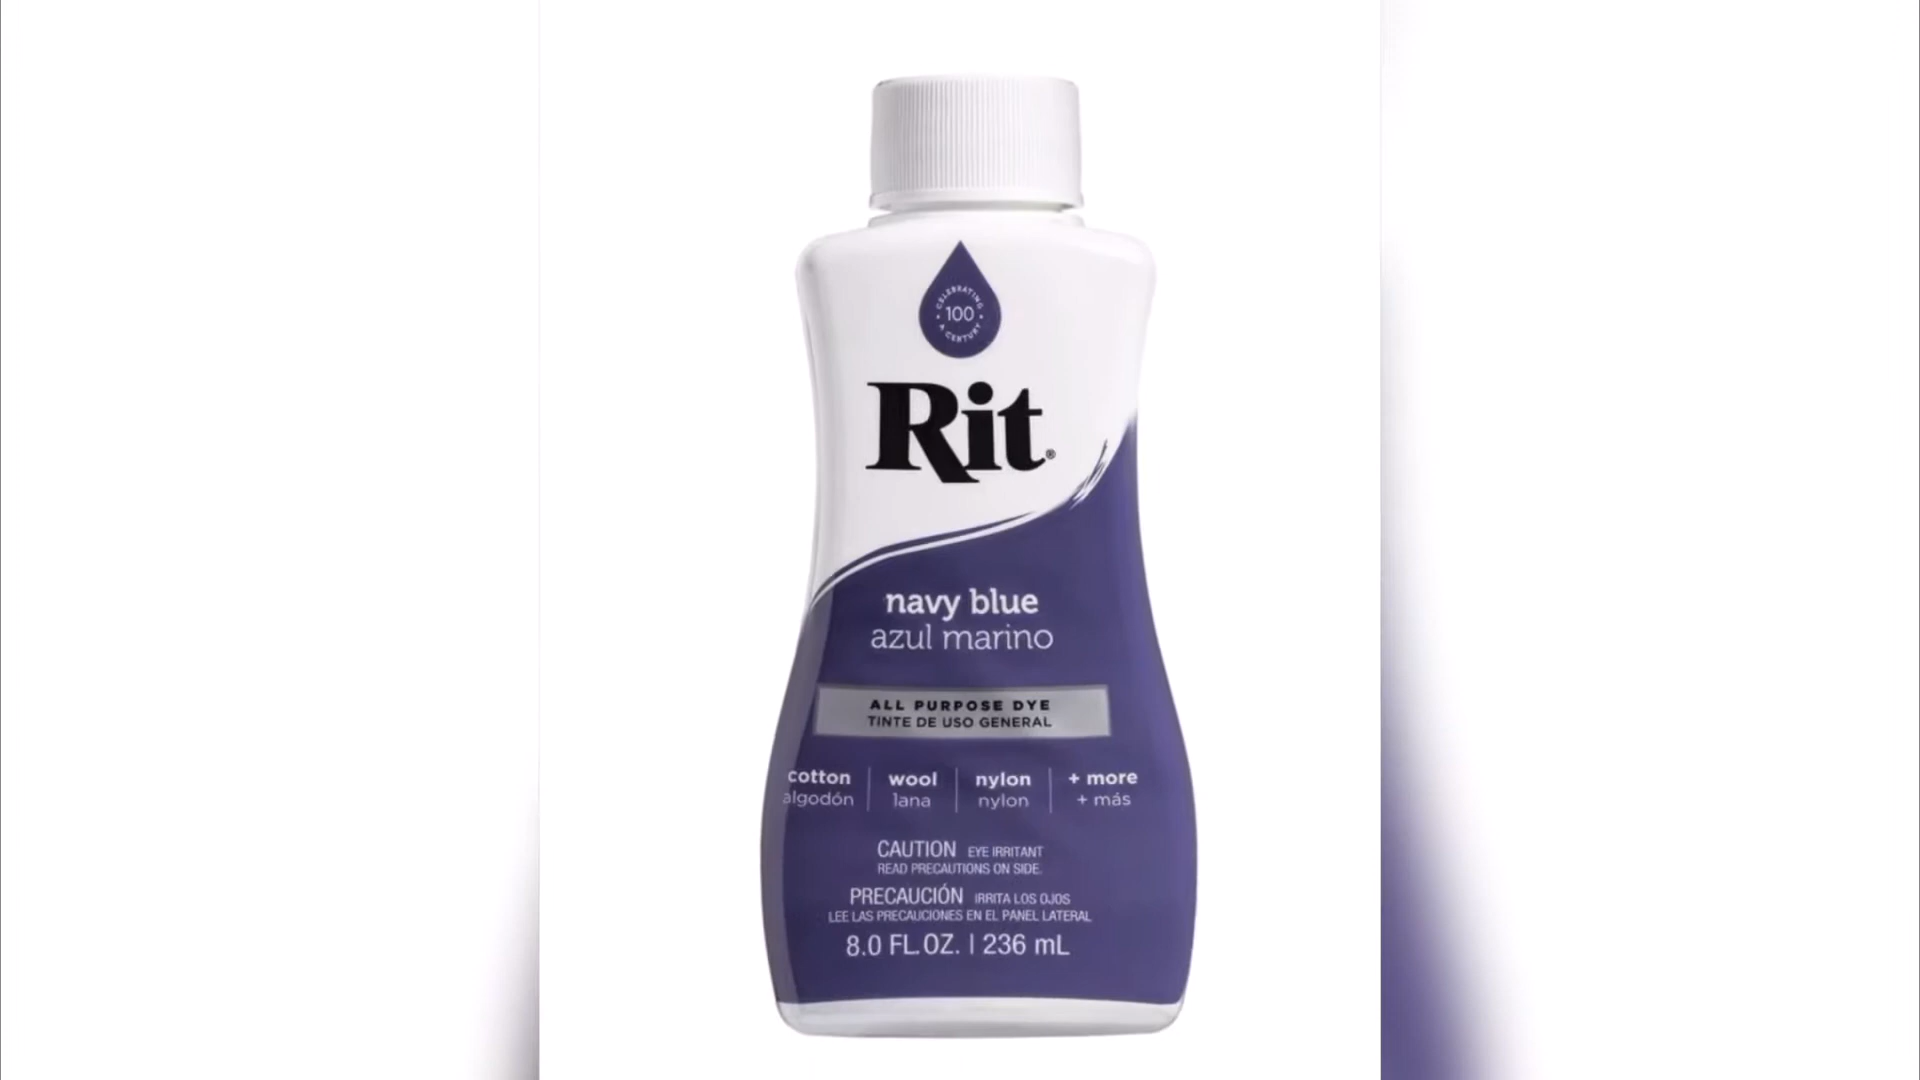 CELEBRATING
100
A CENTURY
Rit®
navy blue
azul marino
ALL PURPOSE DYE
TINTE DE USO GENERAL
cotton wool nylon + more
algodón lana nylon + más
CAUTION EYE IRRITANT
READ PRECAUTIONS ON SIDE.
PRECAUCIÓN IRRITA LOS OJOS
LEE LAS PRECAUCIONES EN EL PANEL LATERAL
8.0 FL.OZ. | 236 mL